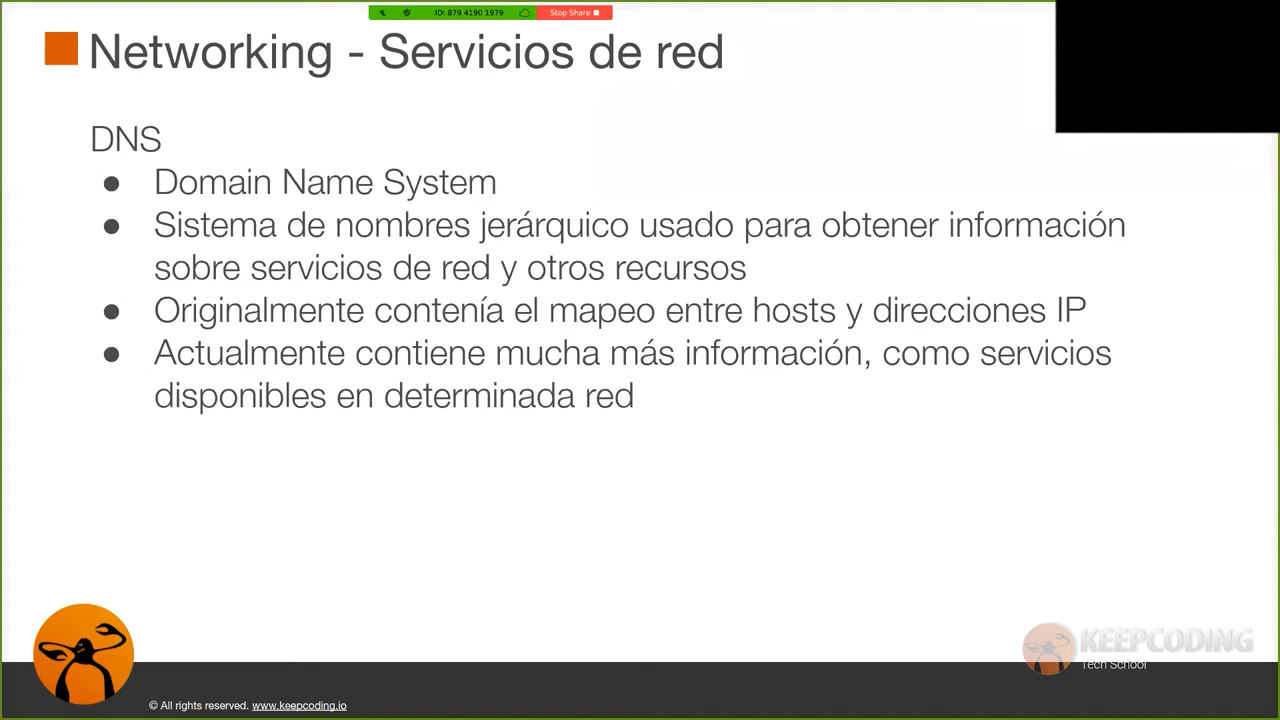 ID: 879 4190 1979 Stop Share
Networking - Servicios de red
DNS
● Domain Name System
● Sistema de nombres jerárquico usado para obtener información
sobre servicios de red y otros recursos
● Originalmente contenía el mapeo entre hosts y direcciones IP
● Actualmente contiene mucha más información, como servicios
disponibles en determinada red
KEEPCODING
Tech School
© All rights reserved. www.keepcoding.io